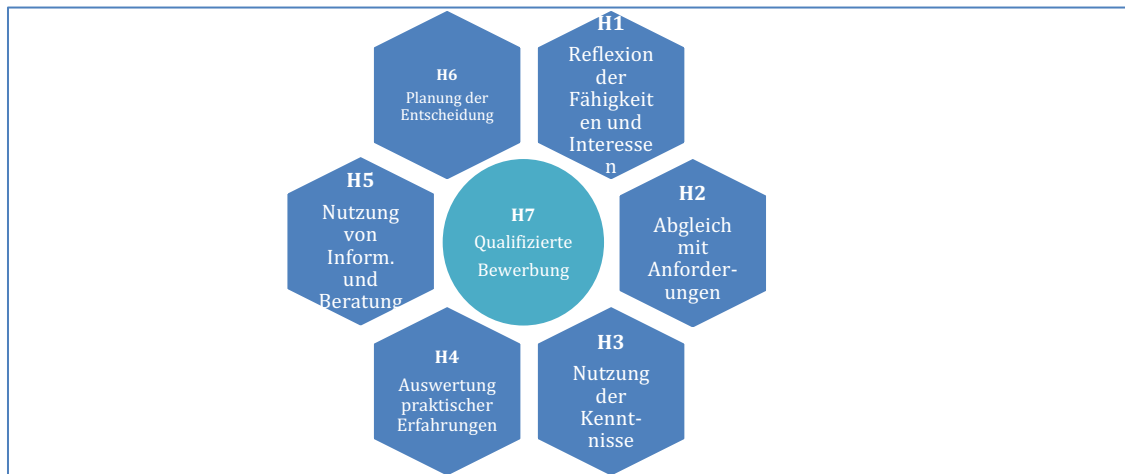 H1
Reflexion
der
Fähigkeit
en und
Interesse
n
H2
Abgleich
mit
Anforder-
ungen
H3
Nutzung
der
Kennt-
nisse
H4
Auswertung
praktischer
Erfahrungen
H5
Nutzung
von
Inform.
und
Beratung
H6
Planung der
Entscheidung
H7
Qualifizierte
Bewerbung